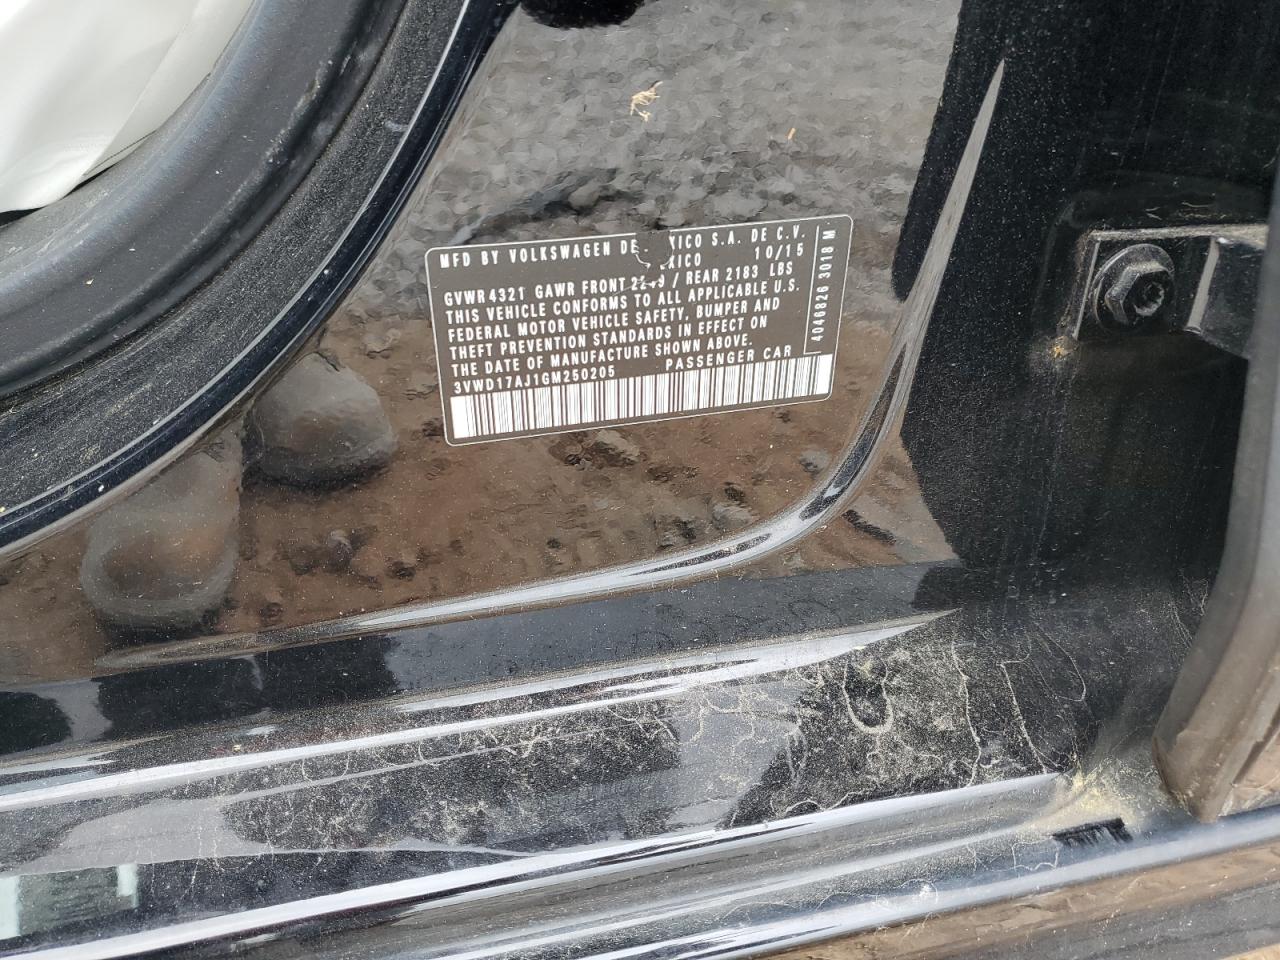 MFD BY VOLKSWAGEN DE S.A. DE C.V.
10/15
GVWR 4321 GAWR FRONT / REAR 2183 LBS
THIS VEHICLE CONFORMS TO ALL APPLICABLE U.S.
FEDERAL MOTOR VEHICLE SAFETY, BUMPER AND
THEFT PREVENTION STANDARDS IN EFFECT ON
THE DATE OF MANUFACTURE SHOWN ABOVE.
3VWD17AJ1GM250205 PASSENGER CAR
4046826 3018 M